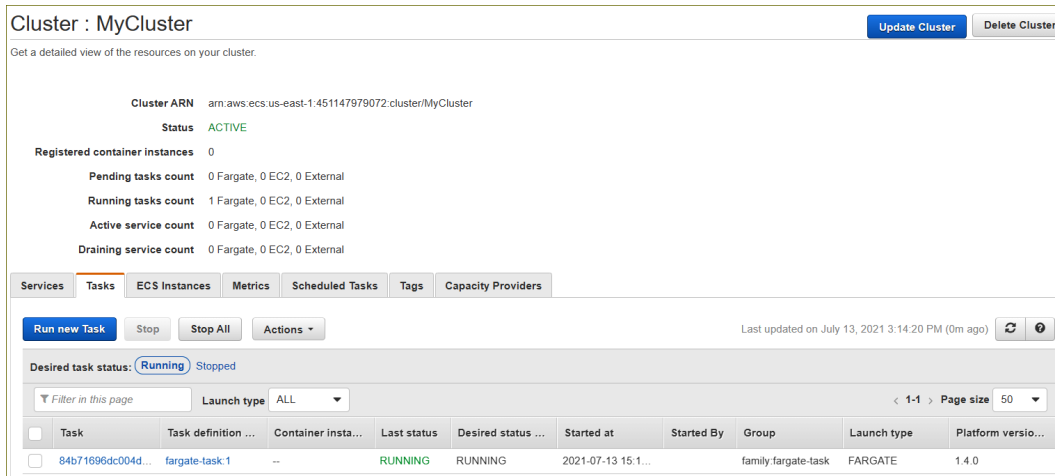 Cluster : MyCluster
Update Cluster
Delete Cluster
Get a detailed view of the resources on your cluster.
Cluster ARN arn:aws:ecs:us-east-1:451147979072:cluster/MyCluster
Status ACTIVE
Registered container instances 0
Pending tasks count 0 Fargate, 0 EC2, 0 External
Running tasks count 1 Fargate, 0 EC2, 0 External
Active service count 0 Fargate, 0 EC2, 0 External
Draining service count 0 Fargate, 0 EC2, 0 External
Services Tasks ECS Instances Metrics Scheduled Tasks Tags Capacity Providers
Run new Task Stop Stop All Actions Last updated on July 13, 2021 3:14:20 PM (0m ago)
Desired task status: Running Stopped
Filter in this page Launch type ALL < 1-1 > Page size 50
Task Task definition ... Container insta... Last status Desired status ... Started at Started By Group Launch type Platform versio...
84b71696dc004d... fargate-task:1 -- RUNNING RUNNING 2021-07-13 15:1... family:fargate-task FARGATE 1.4.0